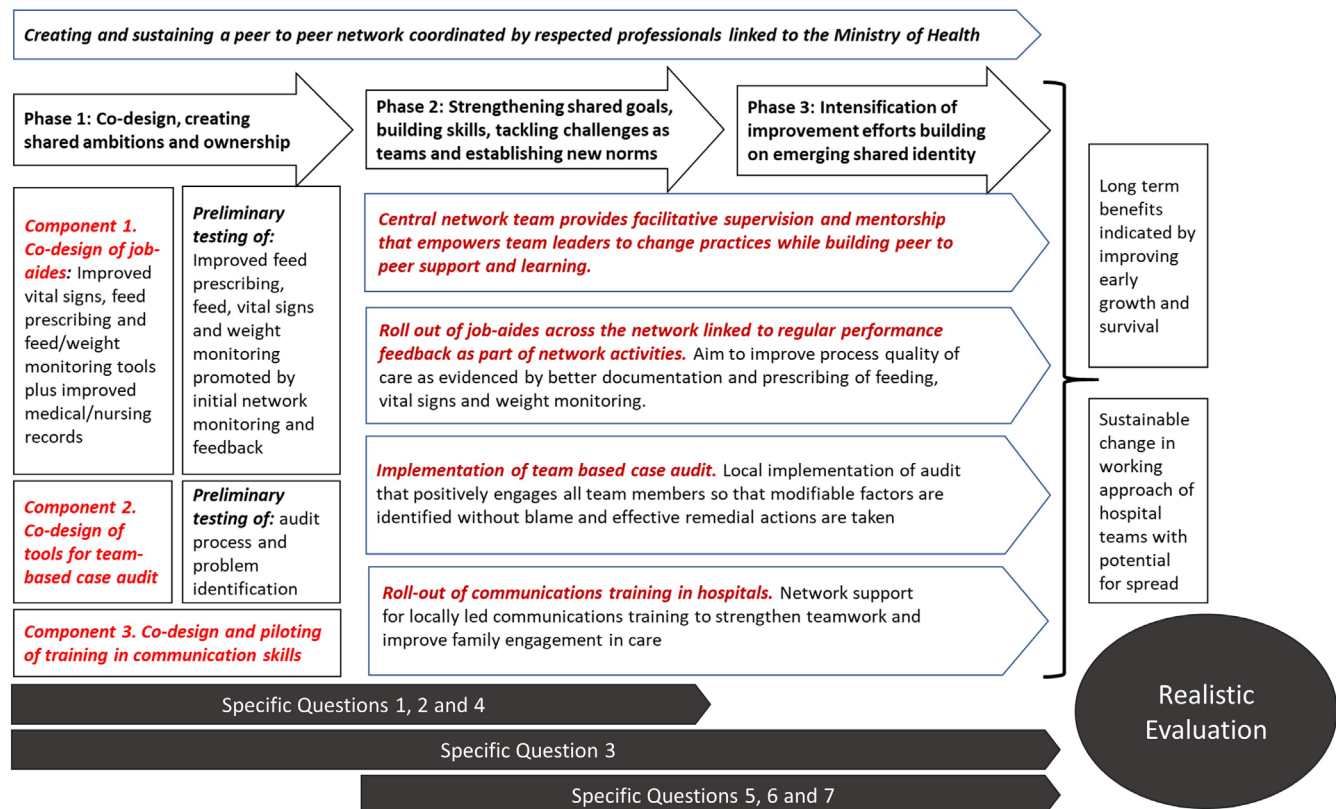 Creating and sustaining a peer to peer network coordinated by respected professionals linked to the Ministry of Health
Phase 1: Co-design, creating
shared ambitions and ownership
Phase 2: Strengthening shared goals,
building skills, tackling challenges as
teams and establishing new norms
Phase 3: Intensification of
improvement efforts building
on emerging shared identity
Component 1.
Co-design of job-
aides: Improved
vital signs, feed
prescribing and
feed/weight
monitoring tools
plus improved
medical/nursing
records
Preliminary
testing of:
Improved feed
prescribing,
feed, vital signs
and weight
monitoring
promoted by
initial network
monitoring and
feedback
Component 2.
Co-design of
tools for team-
based case audit
Preliminary
testing of: audit
process and
problem
identification
Component 3. Co-design and piloting
of training in communication skills
Central network team provides facilitative supervision and mentorship
that empowers team leaders to change practices while building peer to
peer support and learning.
Roll out of job-aides across the network linked to regular performance
feedback as part of network activities. Aim to improve process quality of
care as evidenced by better documentation and prescribing of feeding,
vital signs and weight monitoring.
Implementation of team based case audit. Local implementation of audit
that positively engages all team members so that modifiable factors are
identified without blame and effective remedial actions are taken
Roll-out of communications training in hospitals. Network support
for locally led communications training to strengthen teamwork and
improve family engagement in care
Long term
benefits
indicated by
improving
early
growth and
survival
Sustainable
change in
working
approach of
hospital
teams with
potential
for spread
Specific Questions 1, 2 and 4
Specific Question 3
Specific Questions 5, 6 and 7
Realistic
Evaluation